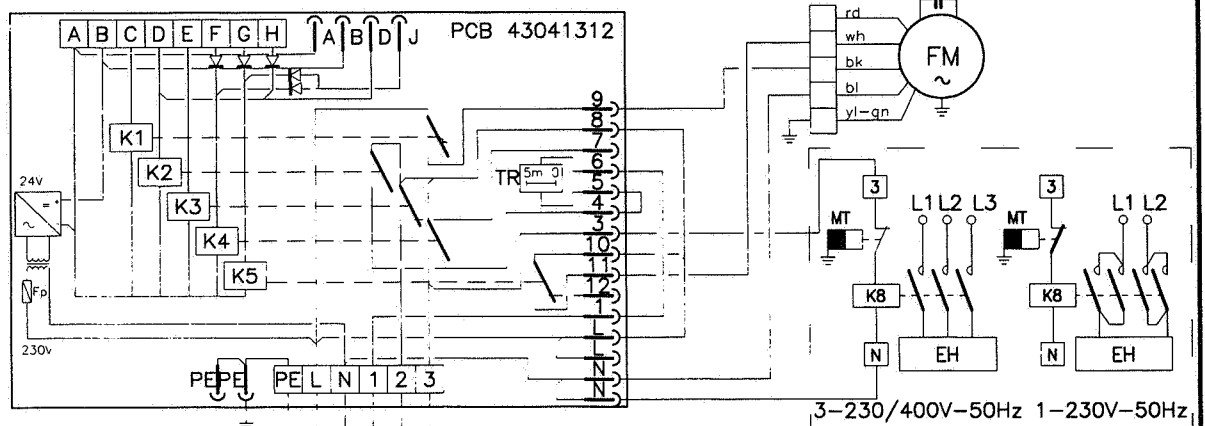 A B C D E F G H A B D J PCB 43041312
rd
wh
bk
bl
yl-gn
FM
~
9
8
7
6
5
4
3
10
11
12
1
L
L
N
N
K1
K2
K3
K4
K5
TR 5m
24V
= +
~
Fp
230V
PE PE PE L N 1 2 3
3 3
L1 L2 L3 L1 L2
MT MT
K8 K8
N EH N EH
3-230/400V-50Hz 1-230V-50Hz